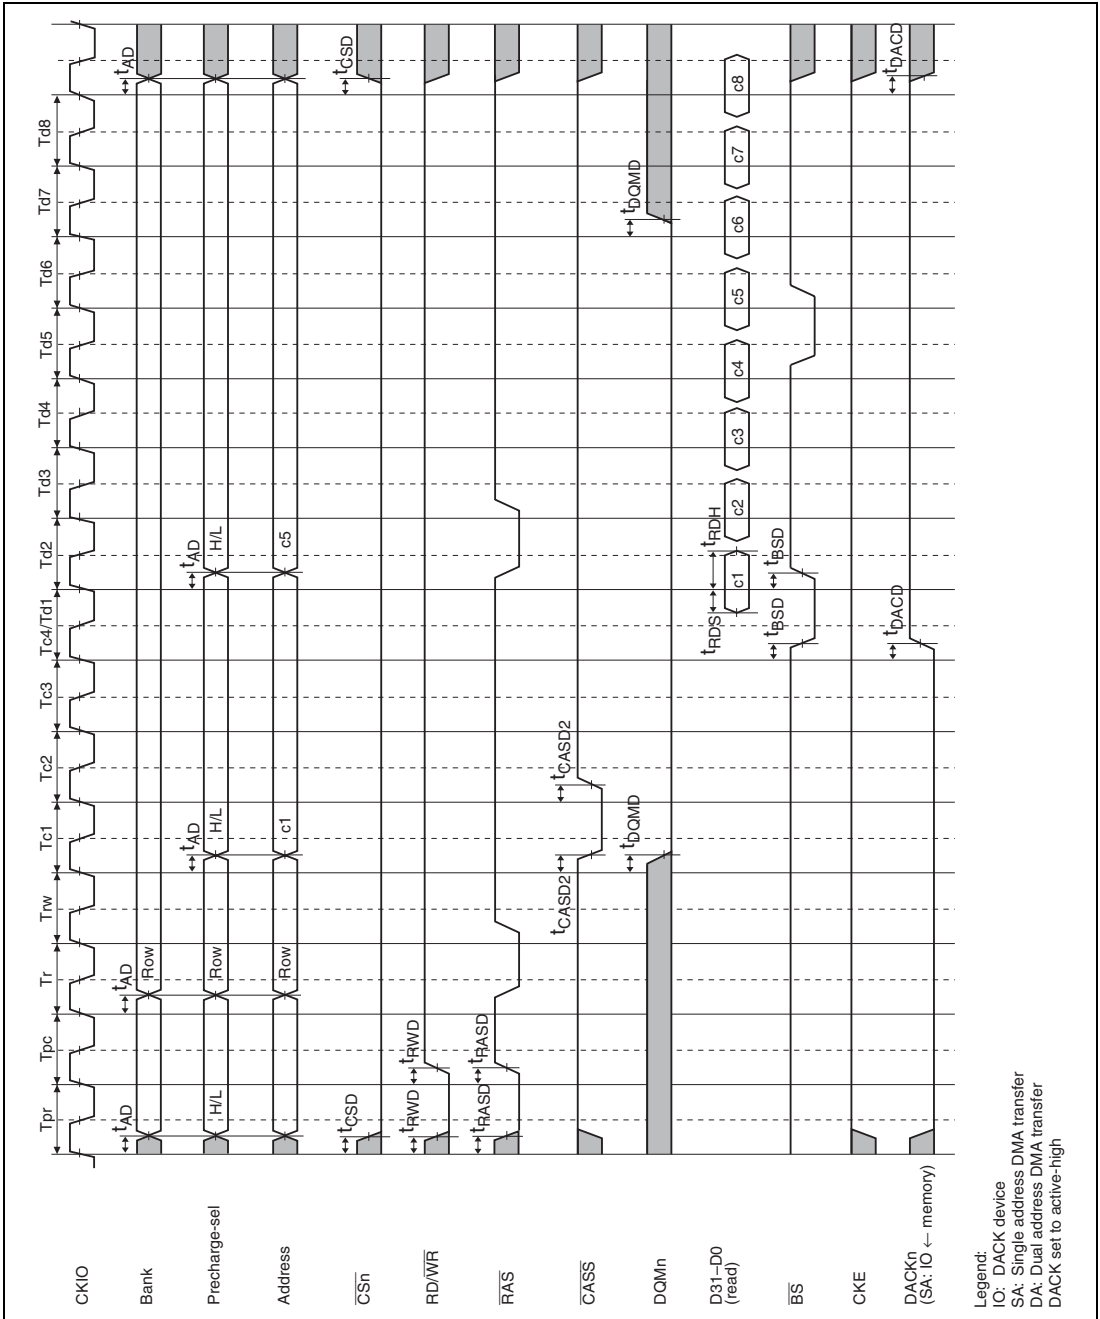 Tpr Tpc Tr Trw Tc1 Tc2 Tc3 Tc4/Td1 Td2 Td3 Td4 Td5 Td6 Td7 Td8
CKIO
Bank tAD tAD Row tAD
Precharge-sel H/L Row tAD H/L tAD H/L
Address Row c1 c5
CSn tCSD tCSD
RD/WR tRWD tRWD
RAS tRASD tRASD
CASS tCASD2 tCASD2
DQMn tDQMD tDQMD
D31–D0
(read) tRDS c1 tRDH c2 c3 c4 c5 c6 c7 c8
BS tBSD tBSD
CKE
DACKn
(SA: IO ← memory) tDACD tDACD
Legend:
IO: DACK device
SA: Single address DMA transfer
DA: Dual address DMA transfer
DACK set to active-high